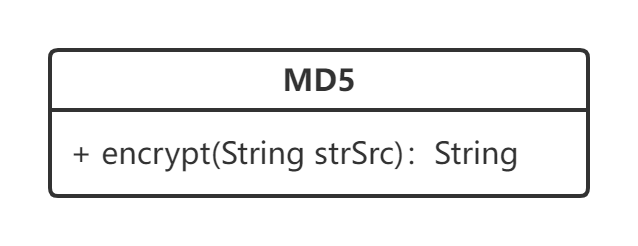 MD5
+ encrypt(String strSrc)：String